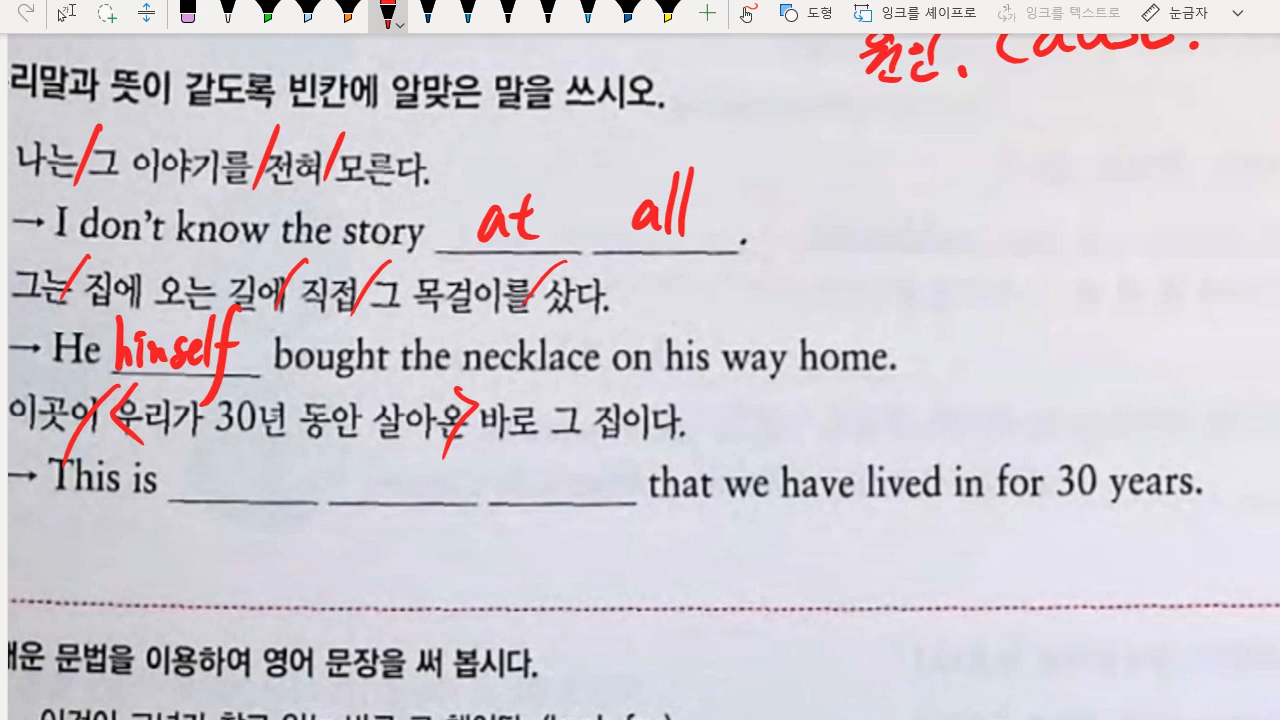 도형 잉크를 셰이프로 잉크를 텍스트로 눈금자
원인. Cause.
리말과 뜻이 같도록 빈칸에 알맞은 말을 쓰시오.
나는 그 이야기를 전혀 모른다.
→ I don't know the story at all.
그는 집에 오는 길에 직접 그 목걸이를 샀다.
→ He himself bought the necklace on his way home.
이곳이 우리가 30년 동안 살아온 바로 그 집이다.
→ This is ______ ______ ______ that we have lived in for 30 years.
배운 문법을 이용하여 영어 문장을 써 봅시다.